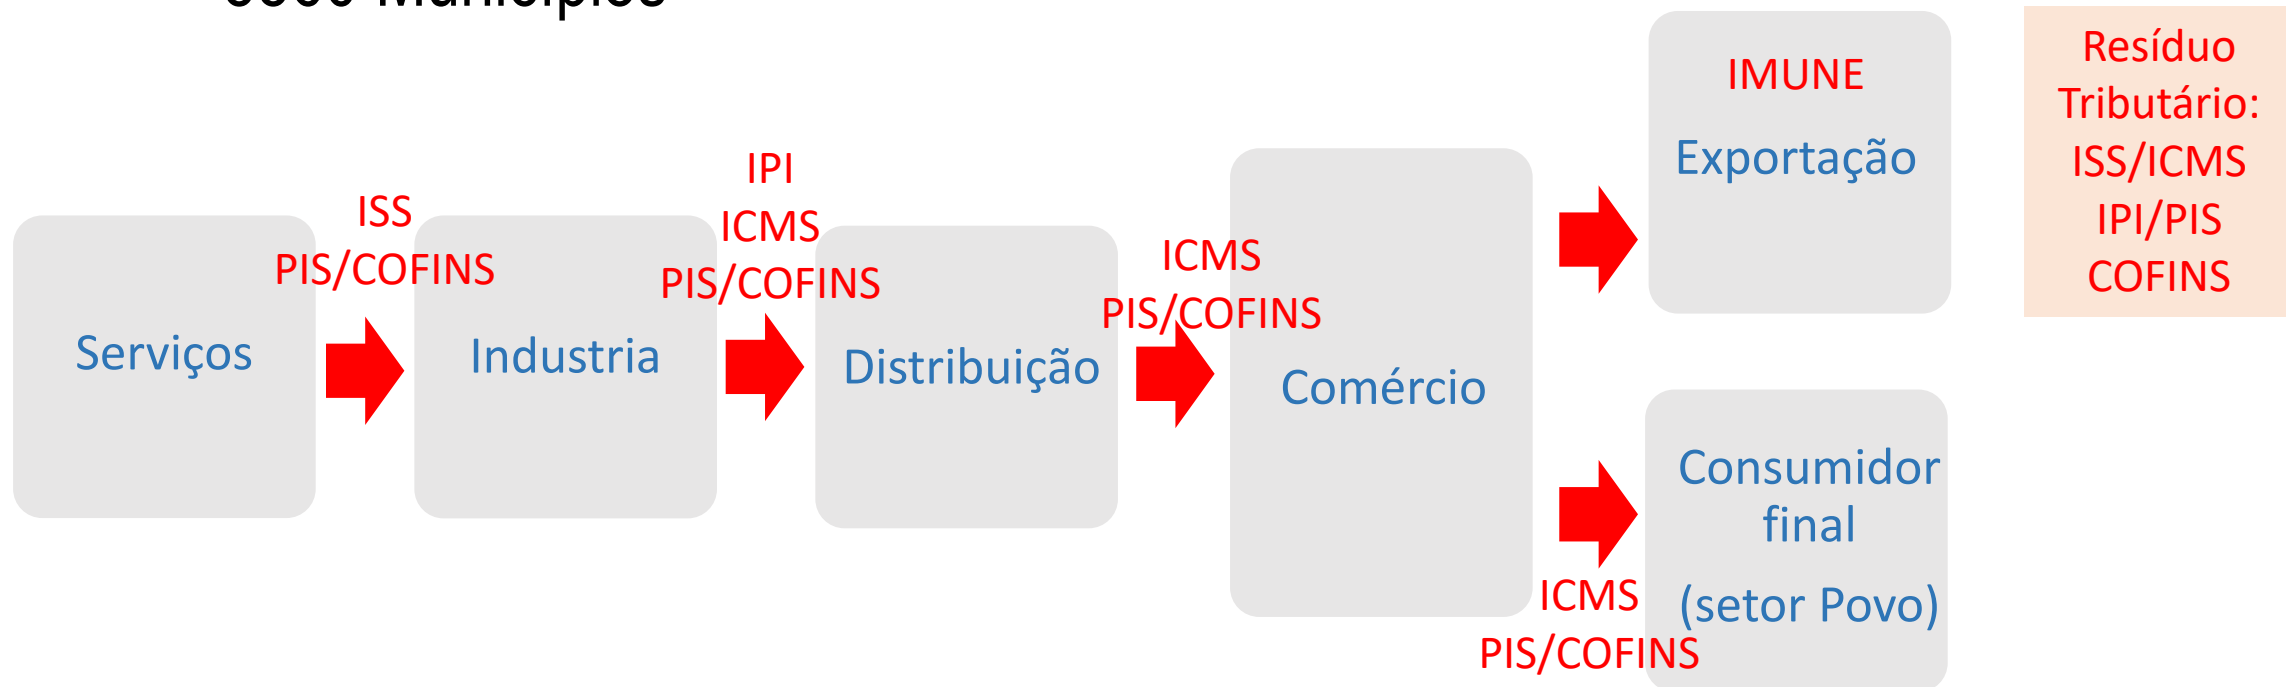 Municípios
ISS
PIS/COFINS
Serviços
IPI
ICMS
PIS/COFINS
Industria
ICMS
PIS/COFINS
Distribuição
Comércio
IMUNE
Exportação
ICMS
PIS/COFINS
Consumidor
final
(setor Povo)
Resíduo
Tributário:
ISS/ICMS
IPI/PIS
COFINS